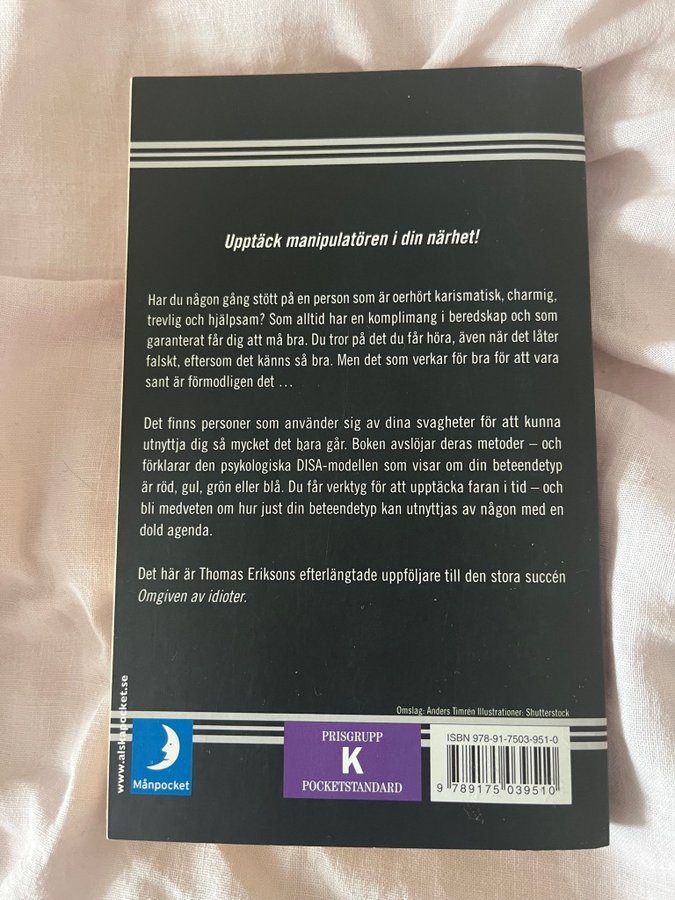 Upptäck manipulatören i din närhet!
Har du någon gång stött på en person som är oerhört karismatisk, charmig,
trevlig och hjälpsam? Som alltid har en komplimang i beredskap och som
garanterat får dig att må bra. Du tror på det du får höra, även när det låter
falskt, eftersom det känns så bra. Men det som verkar för bra för att vara
sant är förmodligen det …
Det finns personer som använder sig av dina svagheter för att kunna
utnyttja dig så mycket det bara går. Boken avslöjar deras metoder – och
förklarar den psykologiska DISA-modellen som visar om din beteendetyp
är röd, gul, grön eller blå. Du får verktyg för att upptäcka faran i tid – och
bli medveten om hur just din beteendetyp kan utnyttjas av någon med en
dold agenda.
Det här är Thomas Eriksons efterlängtade uppföljare till den stora succén
Omgiven av idioter.
www.alskapocket.se
Omslag: Anders Timrén Illustrationer: Shutterstock
Månpocket
PRISGRUPP
K
POCKETSTANDARD
ISBN 978-91-7503-951-0
9 789175 039510